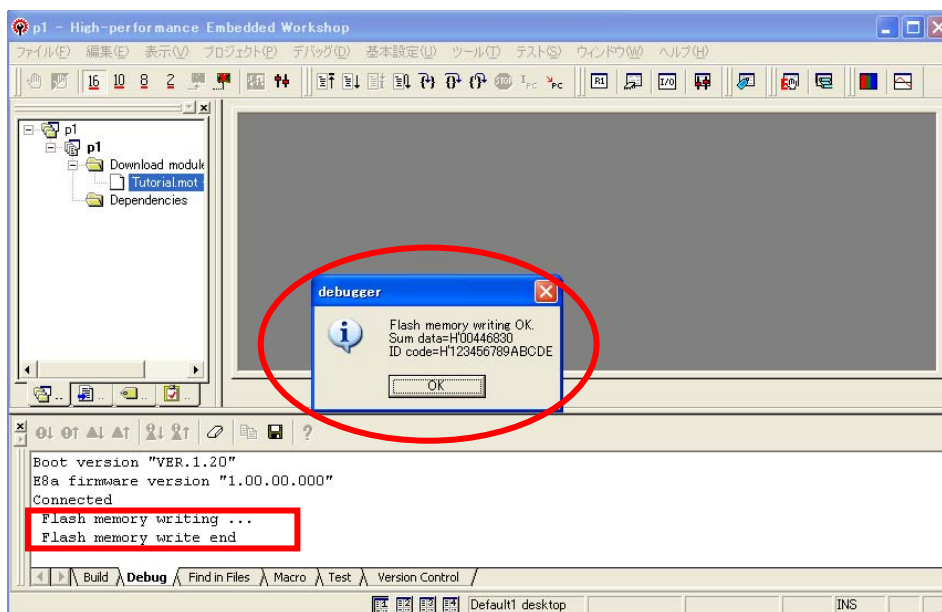 p1 - High-performance Embedded Workshop
ファイル(F) 編集(E) 表示(V) プロジェクト(P) デバッグ(D) 基本設定(U) ツール(T) テスト(S) ウィンドウ(W) ヘルプ(H)
16 10 8 2 STOP PC PC R1 I/O
p1
p1
Download module
Tutorial.mot
Dependencies
debugger
Flash memory writing OK.
Sum data=H'00446830
ID code=H'123456789ABCDE
OK
Boot version "VER.1.20"
E8a firmware version "1.00.00.000"
Connected
Flash memory writing ...
Flash memory write end
Build Debug Find in Files Macro Test Version Control
Default1 desktop INS